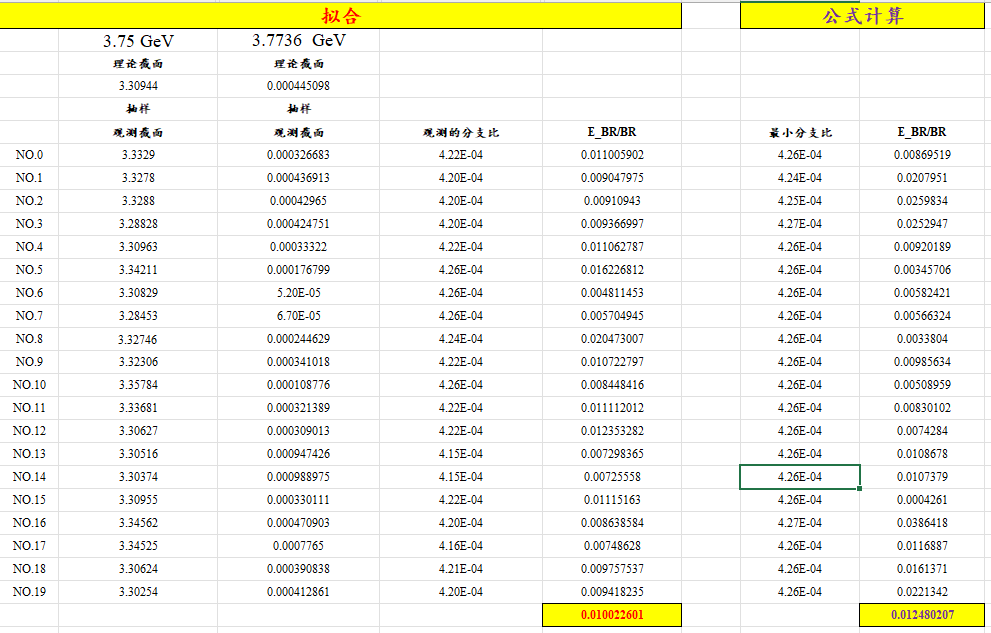 拟合 公式计算
3.75 GeV 3.7736 GeV
理论截面 理论截面
3.30944 0.000445098
抽样 抽样
观测截面 观测截面 观测的分支比 E_BR/BR 最小分支比 E_BR/BR
NO.0 3.3329 0.000326683 4.22E-04 0.011005902 4.26E-04 0.00869519
NO.1 3.3278 0.000436913 4.20E-04 0.009047975 4.24E-04 0.0207951
NO.2 3.3288 0.00042965 4.20E-04 0.00910943 4.25E-04 0.0259834
NO.3 3.28828 0.000424751 4.20E-04 0.009366997 4.27E-04 0.0252947
NO.4 3.30963 0.00033322 4.22E-04 0.011062787 4.26E-04 0.00920189
NO.5 3.34211 0.000176799 4.26E-04 0.016226812 4.26E-04 0.00345706
NO.6 3.30829 5.20E-05 4.26E-04 0.004811453 4.26E-04 0.00582421
NO.7 3.28453 6.70E-05 4.26E-04 0.005704945 4.26E-04 0.00566324
NO.8 3.32746 0.000244629 4.24E-04 0.020473007 4.26E-04 0.0033804
NO.9 3.32306 0.000341018 4.22E-04 0.010722797 4.26E-04 0.00985634
NO.10 3.35784 0.000108776 4.26E-04 0.008448416 4.26E-04 0.00508959
NO.11 3.33681 0.000321389 4.22E-04 0.011112012 4.26E-04 0.00830102
NO.12 3.30627 0.000309013 4.22E-04 0.012353282 4.26E-04 0.0074284
NO.13 3.30516 0.000947426 4.15E-04 0.007298365 4.26E-04 0.0108678
NO.14 3.30374 0.000988975 4.15E-04 0.00725558 4.26E-04 0.0107379
NO.15 3.30955 0.000330111 4.22E-04 0.01115163 4.26E-04 0.0004261
NO.16 3.34562 0.000470903 4.20E-04 0.008638584 4.27E-04 0.0386418
NO.17 3.34525 0.0007765 4.16E-04 0.00748628 4.26E-04 0.0116887
NO.18 3.30624 0.000390838 4.21E-04 0.009757537 4.26E-04 0.0161371
NO.19 3.30254 0.000412861 4.20E-04 0.009418235 4.26E-04 0.0221342
0.010022601 0.012480207